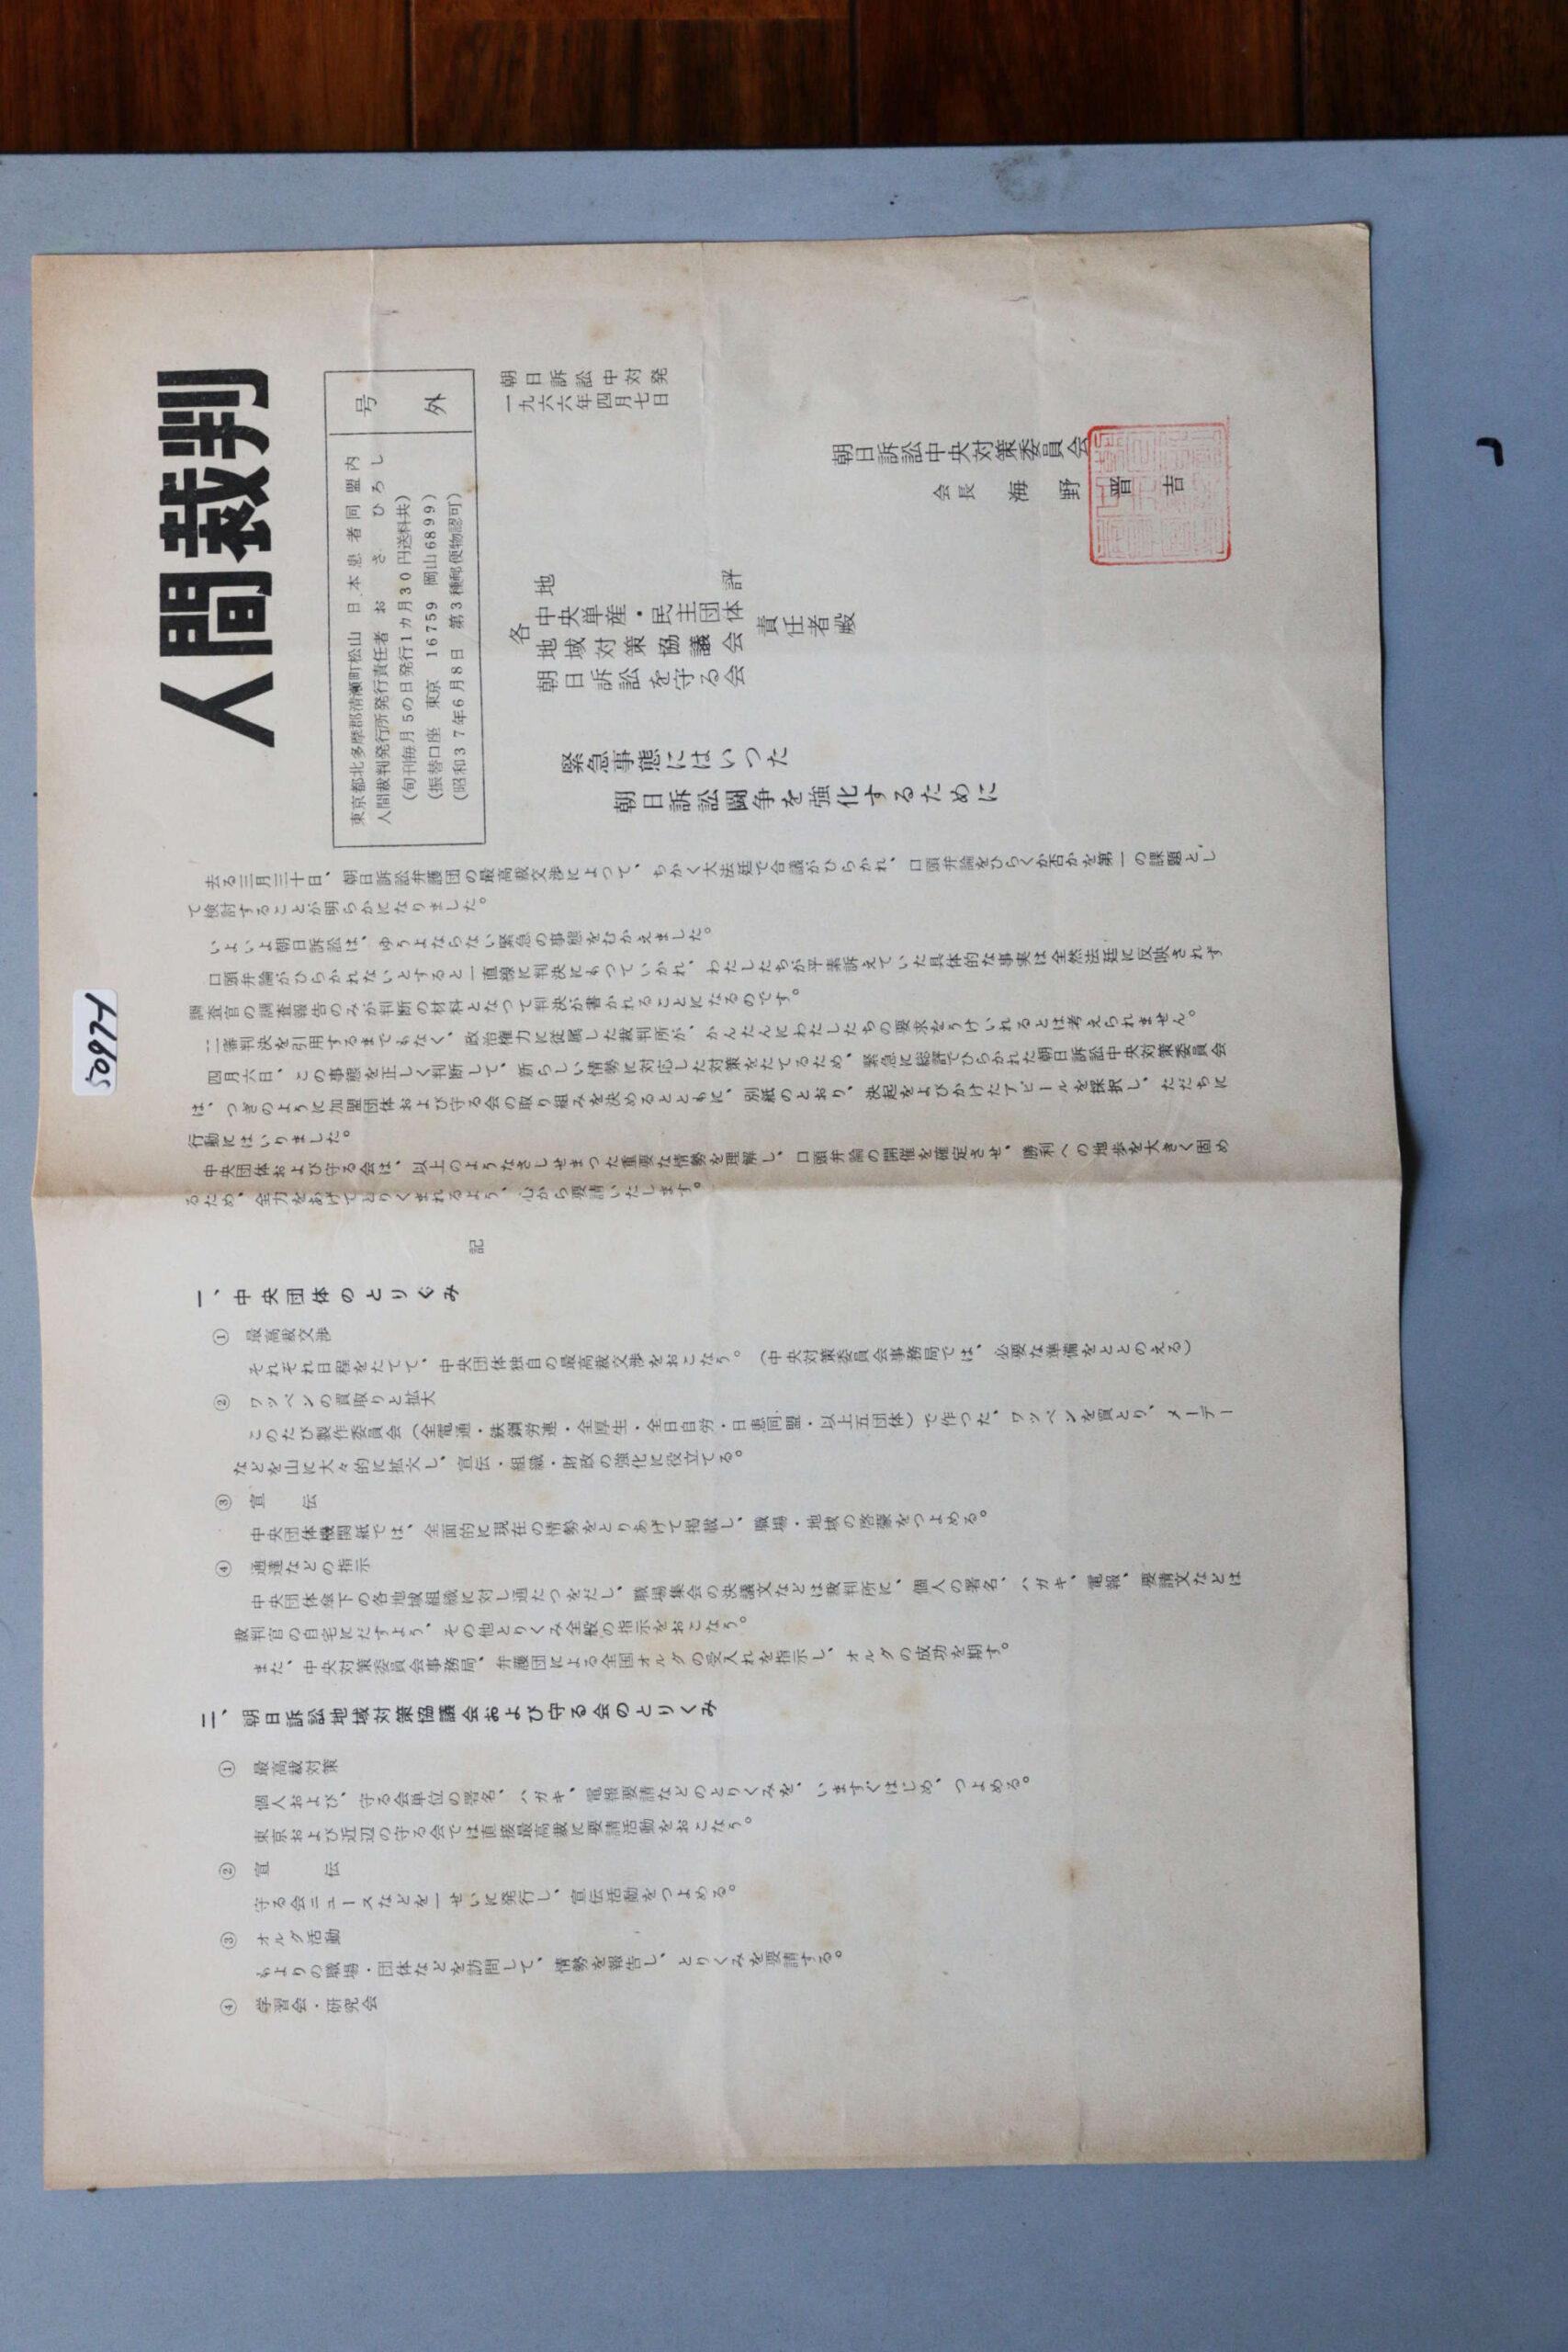 人間裁判
号外
東京都北多摩郡清瀬町松山 日本患者同盟内
人間裁判発行所発行責任者 おさ ひろし
(旬刊毎月5の日発行1カ月30円送料共)
(振替口座 東京 16759 岡山6899)
(昭和37年6月8日 第3種郵便物認可)
朝日訴訟中対発
一九六六年四月七日
各
地評
中央単産・民主団体
地域対策協議会
朝日訴訟を守る会
責任者殿
朝日訴訟中央対策委員会
会長 海野晋吉
緊急事態にはいつた
朝日訴訟闘争を強化するために
去る三月三十日、朝日訴訟弁護団の最高裁交渉によつて、ちかく大法廷で合議がひらかれ、口頭弁論をひらくか否かを第一の課題とし
て検討することが明らかになりました。
いよいよ朝日訴訟は、ゆうよならない緊急の事態をむかえました。
口頭弁論がひらかれないとすると一直線に判決にもつていかれ、わたしたちが平素訴えていた具体的な事実は全然法廷に反映されず
調査官の調査報告のみが判断の材料となつて判決が書かれることになるのです。
二審判決を引用するまでもなく、政治権力に従属した裁判所が、かんたんにわたしたちの要求をうけいれるとは考えられません。
四月六日、この事態を正しく判断して、新らしい情勢に対応した対策をたてるため、緊急に総評でひらかれた朝日訴訟中央対策委員会
は、つぎのように加盟団体および守る会の取り組みを決めるとともに、別紙のとおり、決起をよびかけたアピールを採択し、ただちに
行動にはいりました。
中央団体および守る会は、以上のようなさしせまつた重要な情勢を理解し、口頭弁論の開催を確定させ、勝利への地歩を大きく固め
るため、全力をあげてとりくまれるよう、心から要請いたします。
記
一、中央団体のとりくみ
① 最高裁交渉
それぞれ日程をたてて、中央団体独自の最高裁交渉をおこなう。(中央対策委員会事務局では、必要な準備をととのえる)
② ワツペンの買取りと拡大
このたび製作委員会(全電通・鉄鋼労連・全厚生・全日自労・日患同盟・以上五団体)で作つた、ワツペンを買とり、メーデー
などを山に大々的に拡大し、宣伝・組織・財政の強化に役立てる。
③ 宣伝
中央団体機関紙では、全面的に現在の情勢をとりあげて掲載し、職場・地域の啓蒙をつよめる。
④ 通達などの指示
中央団体傘下の各地域組織に対し通たつをだし、職場集会の決議文などは裁判所に、個人の署名、ハガキ、電報、要請文などは
裁判官の自宅にだすよう、その他とりくみ全般の指示をおこなう。
また、中央対策委員会事務局、弁護団による全国オルグの受入れを指示し、オルグの成功を期す。
二、朝日訴訟地域対策協議会および守る会のとりくみ
① 最高裁対策
個人および、守る会単位の署名、ハガキ、電報要請などのとりくみを、いますぐはじめ、つよめる。
東京および近辺の守る会では直接最高裁に要請活動をおこなう。
② 宣伝
守る会ニュースなどを一せいに発行し、宣伝活動をつよめる。
③ オルグ活動
もよりの職場・団体などを訪問して、情勢を報告し、とりくみを要請する。
④ 学習会・研究会